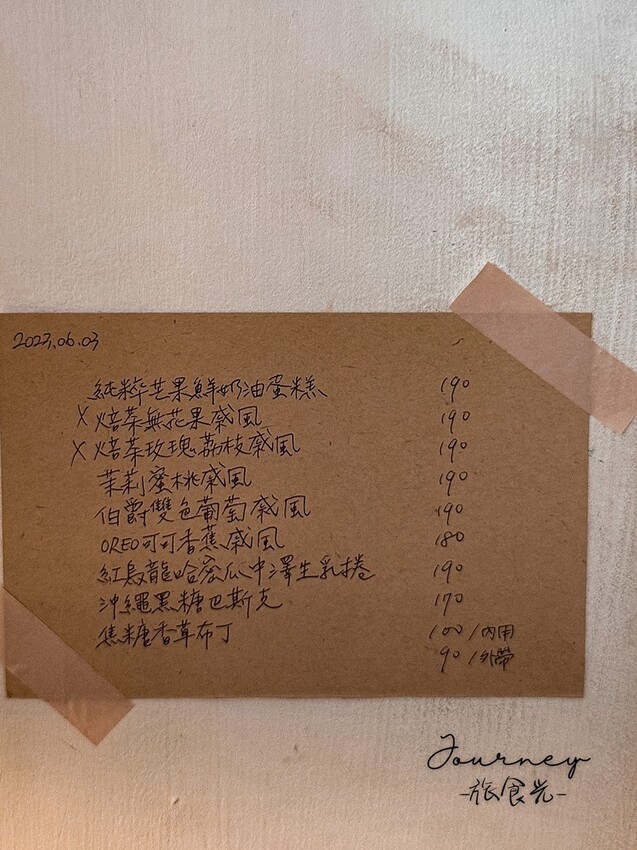 2023.06.03
純粹芒果鮮奶油蛋糕 190
X 焙茶無花果戚風 190
X 焙茶玫瑰荔枝戚風 190
茉莉蜜桃戚風 190
伯爵雙色葡萄戚風 190
OREO可可香蕉戚風 180
紅烏龍哈密瓜中澤生乳捲 190
沖繩黑糖巴斯克 170
焦糖香草布丁 100/內用
90/外帶
Journey
-旅食光-